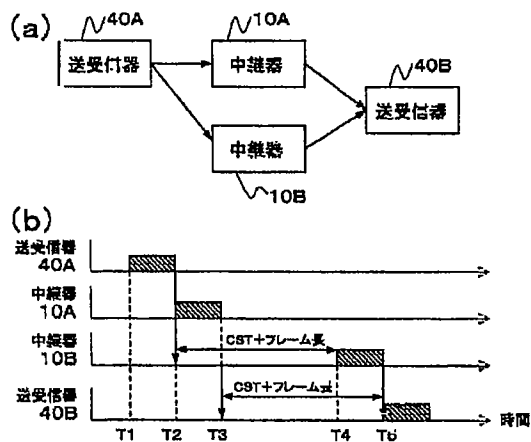 (a)
40A
10A
送受信器
中継器
40B
送受信器
中継器
10B
(b)
送受信器
40A
中継器
10A
中継器
10B
CST+フレーム長
送受信器
40B
CST+フレーム長
時間
T1 T2 T3 T4 T5